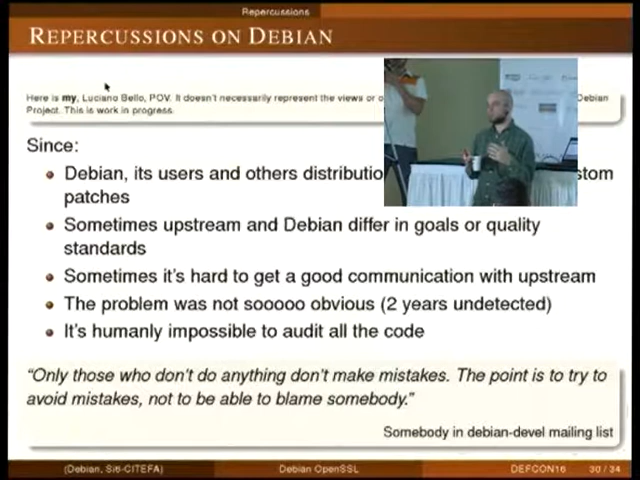 Repercussions
REPERCUSSIONS ON DEBIAN
Here is my, Luciano Bello, POV. It doesn't necessarily represent the views or o
Debian
Project. This is work in progress.
Since:
Debian, its users and others distributio
stom
patches
Sometimes upstream and Debian differ in goals or quality
standards
Sometimes it's hard to get a good communication with upstream
The problem was not sooooo obvious (2 years undetected)
It's humanly impossible to audit all the code
"Only those who don't do anything don't make mistakes. The point is to try to
avoid mistakes, not to be able to blame somebody."
Somebody in debian-devel mailing list
(Debian, Si6-CITEFA)
Debian OpenSSL
DEFCON16
30 / 34